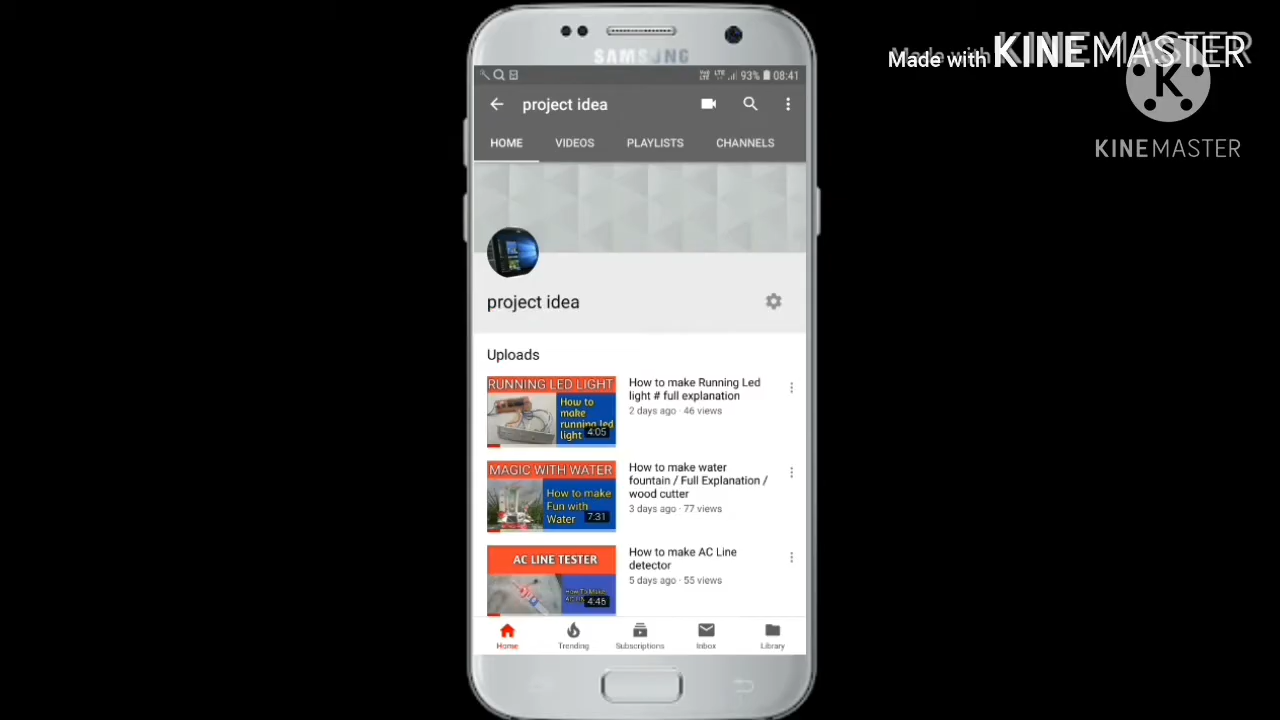 SAMSUNG
Made with KINEMASTER
K
KINEMASTER
93% 08:41
project idea
HOME VIDEOS PLAYLISTS CHANNELS
project idea
Uploads
RUNNING LED LIGHT
How to
make
running led
light
4:05
How to make Running Led
light # full explanation
2 days ago · 46 views
MAGIC WITH WATER
How to make
Fun with
Water
7:31
How to make water
fountain / Full Explanation /
wood cutter
3 days ago · 77 views
AC LINE TESTER
How To Make
4:45
How to make AC Line
detector
5 days ago · 55 views
Home Trending Subscriptions Inbox Library